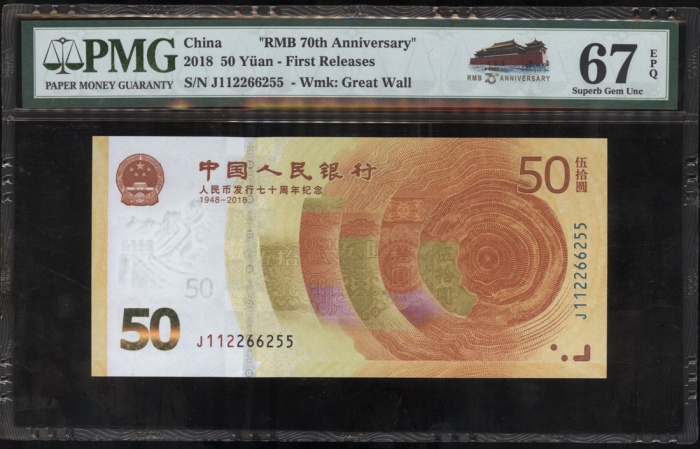 PMG
PAPER MONEY GUARANTY
China "RMB 70th Anniversary"
2018 50 Yüan - First Releases
S/N J112266255 - Wmk: Great Wall
RMB 70 ANNIVERSARY
67 EPQ
Superb Gem Unc
中国人民银行
人民币发行七十周年纪念
1948-2018
50 伍拾圆
50
50
J112266255
J112266255